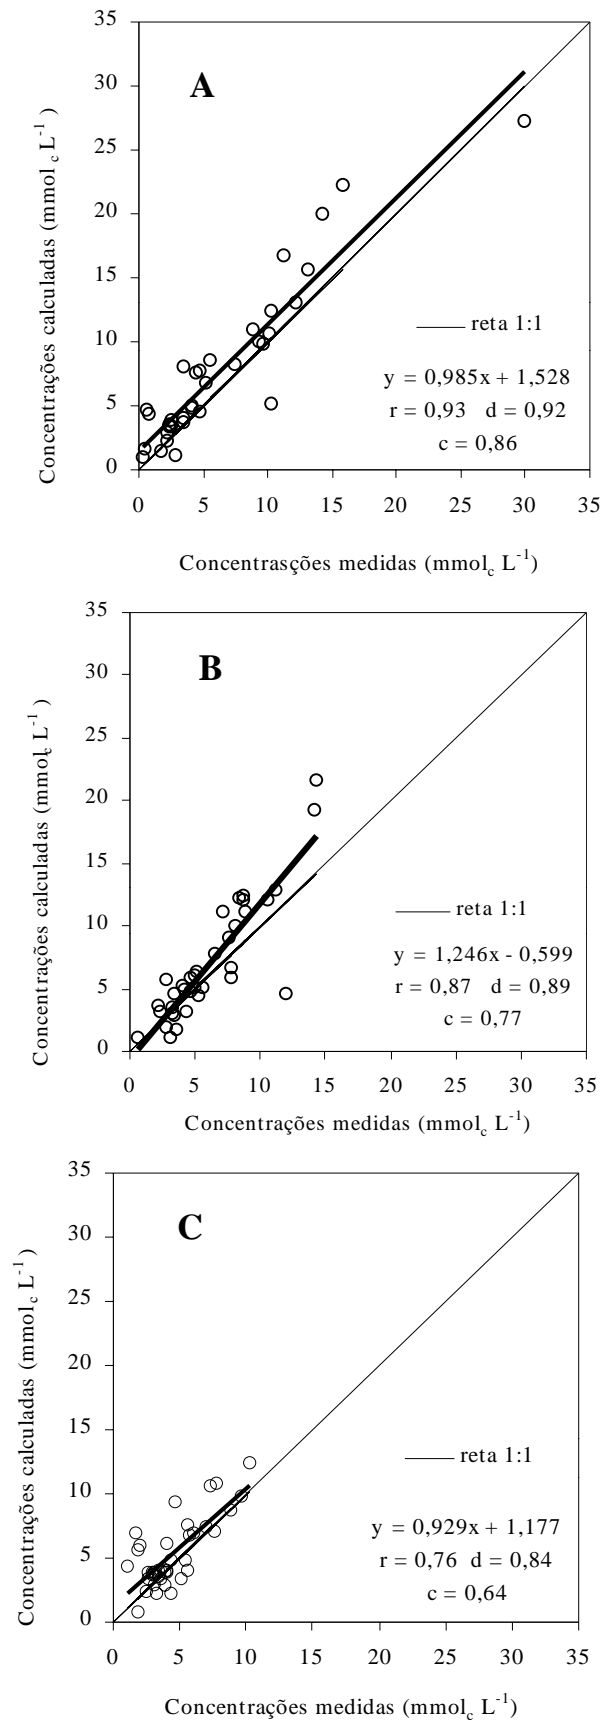 35
30
25
20
15
10
5
0
Concentrações calculadas (mmol c L-1 )
A
reta 1:1
y = 0,985x + 1,528
r = 0,93 d = 0,92
c = 0,86
0 5 10 15 20 25 30 35
Concentrasções medidas (mmolc L-1)
35
30
25
20
15
10
5
0
Concentrações calculadas (mmolc L-1 )
B
reta 1:1
y = 1,246x - 0,599
r = 0,87 d = 0,89
c = 0,77
0 5 10 15 20 25 30 35
Concentrações medidas (mmolc L-1)
35
30
25
20
15
10
5
0
Concentrações calculadas (mmol c L-1 )
C
reta 1:1
y = 0,929x + 1,177
r = 0,76 d = 0,84
c = 0,64
0 5 10 15 20 25 30 35
Concentrações medidas (mmolc L-1)